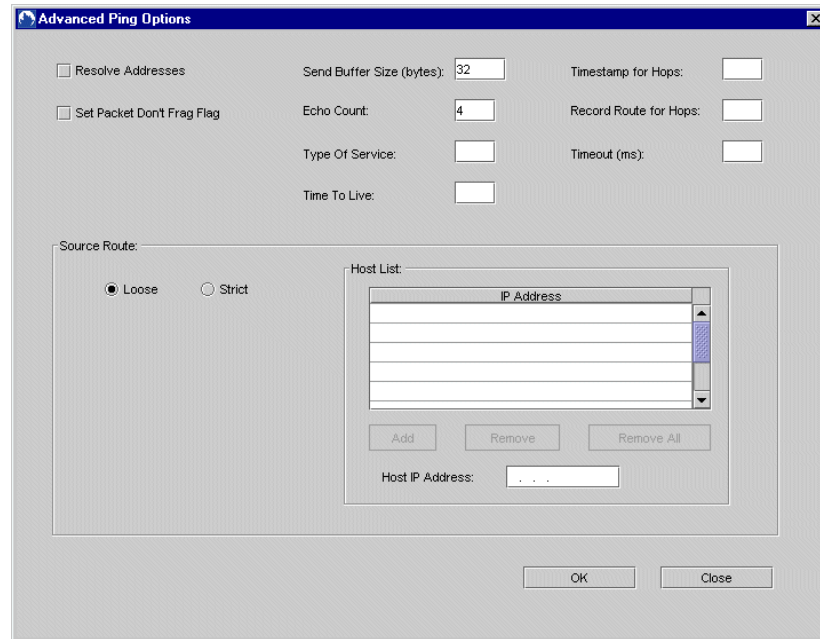 Advanced Ping Options
Resolve Addresses
Send Buffer Size (bytes): 32
Timestamp for Hops:
Set Packet Don't Frag Flag
Echo Count: 4
Record Route for Hops:
Type Of Service:
Timeout (ms):
Time To Live:
Source Route:
Loose
Strict
Host List:
IP Address
Add
Remove
Remove All
Host IP Address: . . .
OK
Close